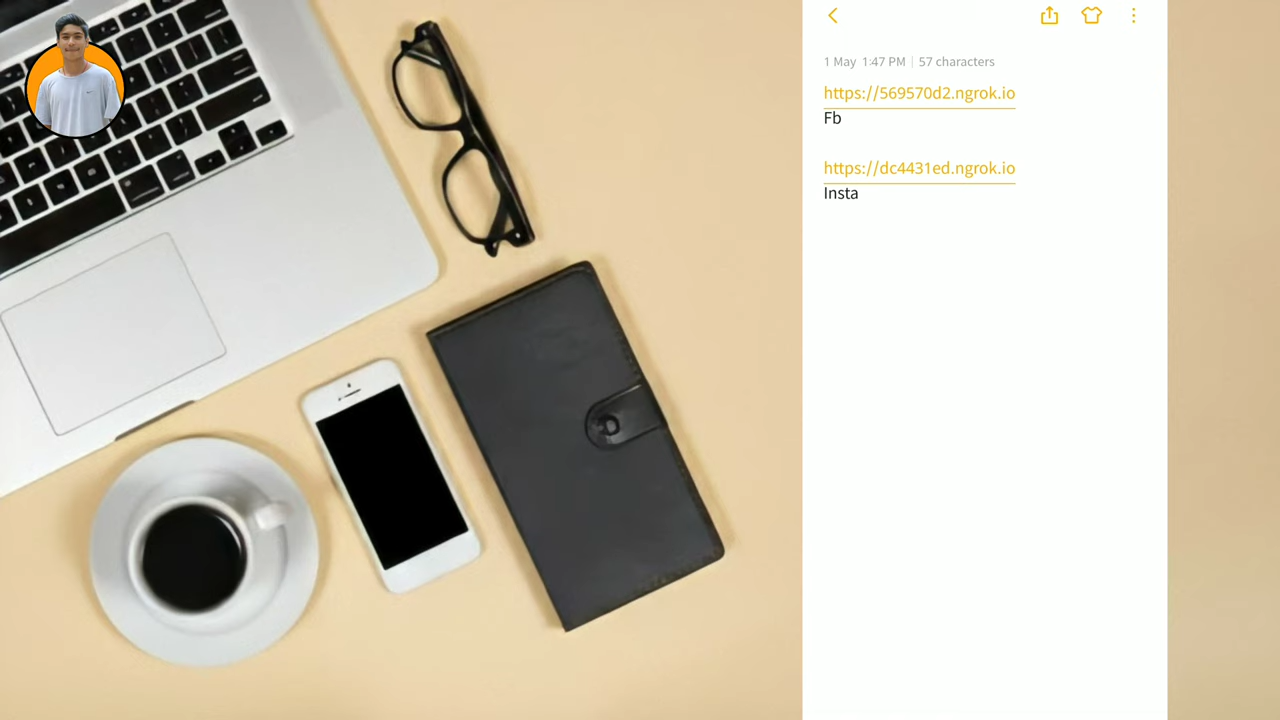 1 May 1:47 PM | 57 characters
https://569570d2.ngrok.io
Fb
https://dc4431ed.ngrok.io
Insta